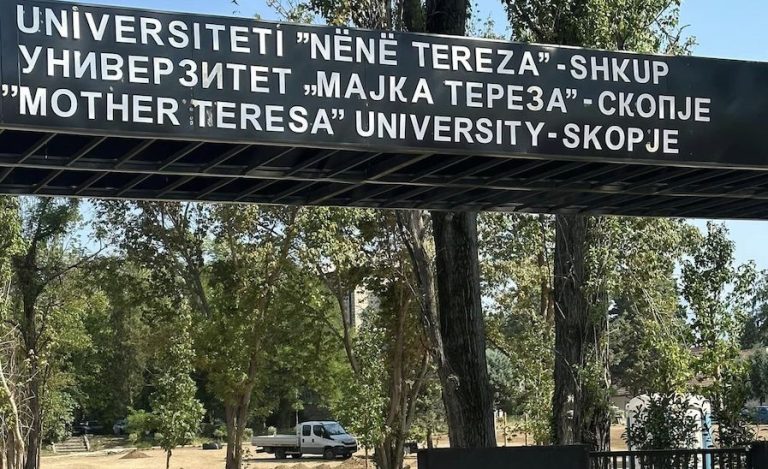 UNIVERSITETI "NËNË TEREZA"-SHKUP
УНИВЕРЗИТЕТ „МАЈКА ТЕРЕЗА”-СКОПЈЕ
"MOTHER TERESA" UNIVERSITY-SKOPJE